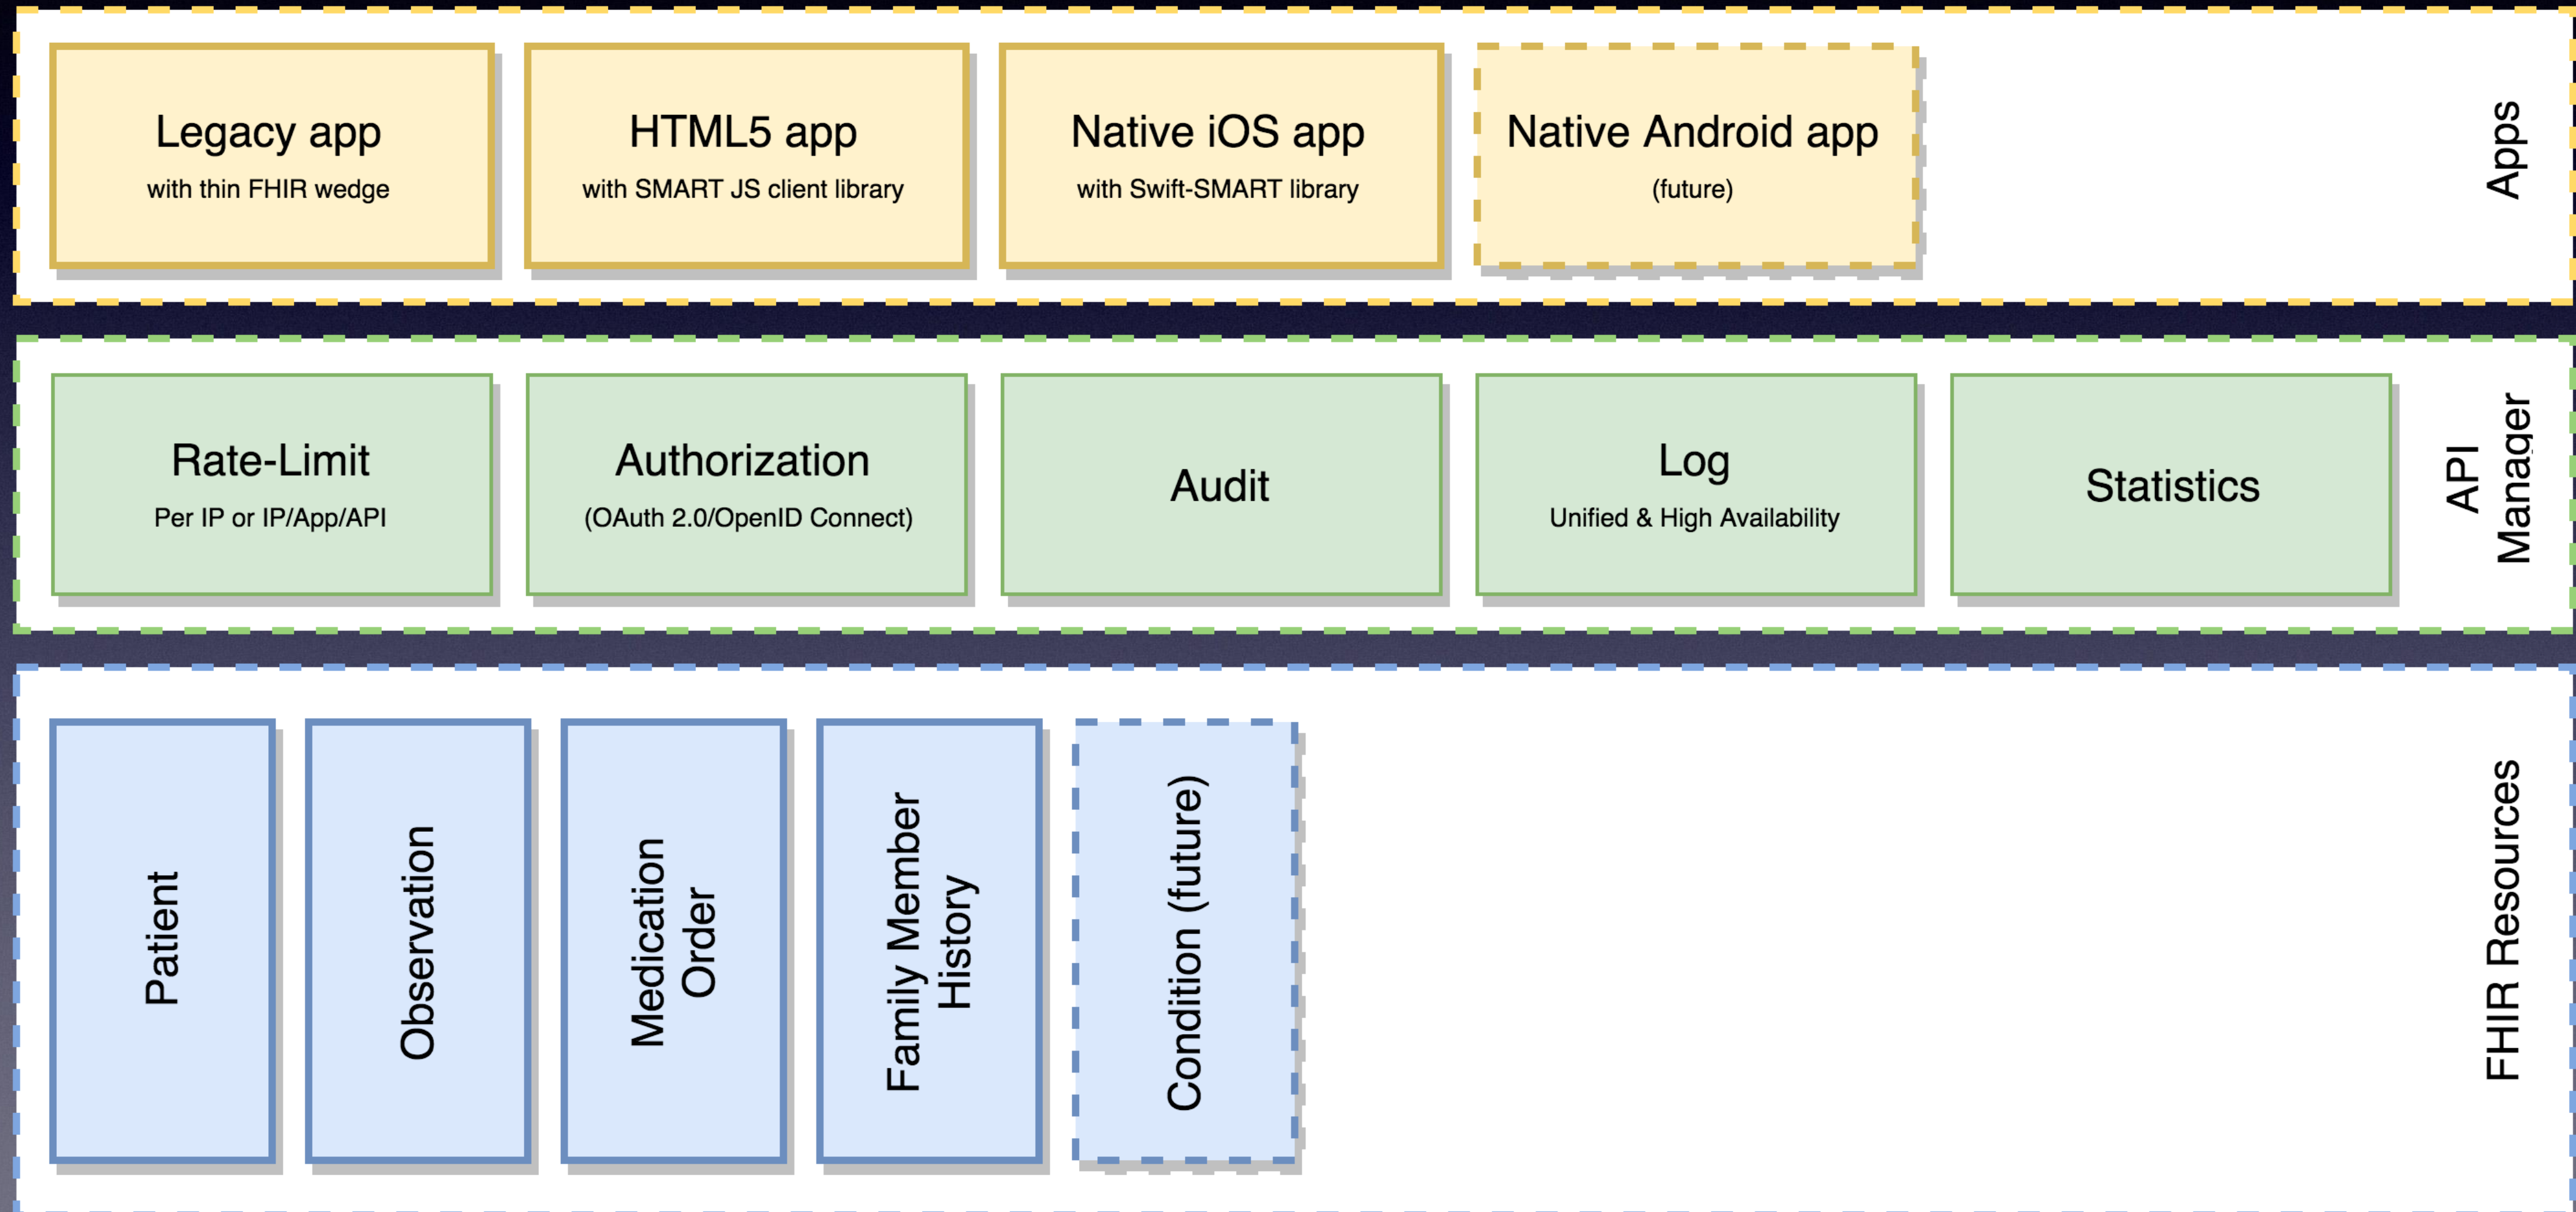 Legacy app
with thin FHIR wedge
HTML5 app
with SMART JS client library
Native iOS app
with Swift-SMART library
Native Android app
(future)
Apps
Rate-Limit
Per IP or IP/App/API
Authorization
(OAuth 2.0/OpenID Connect)
Audit
Log
Unified & High Availability
Statistics
API
Manager
Patient
Observation
Medication
Order
Family Member
History
Condition (future)
FHIR Resources